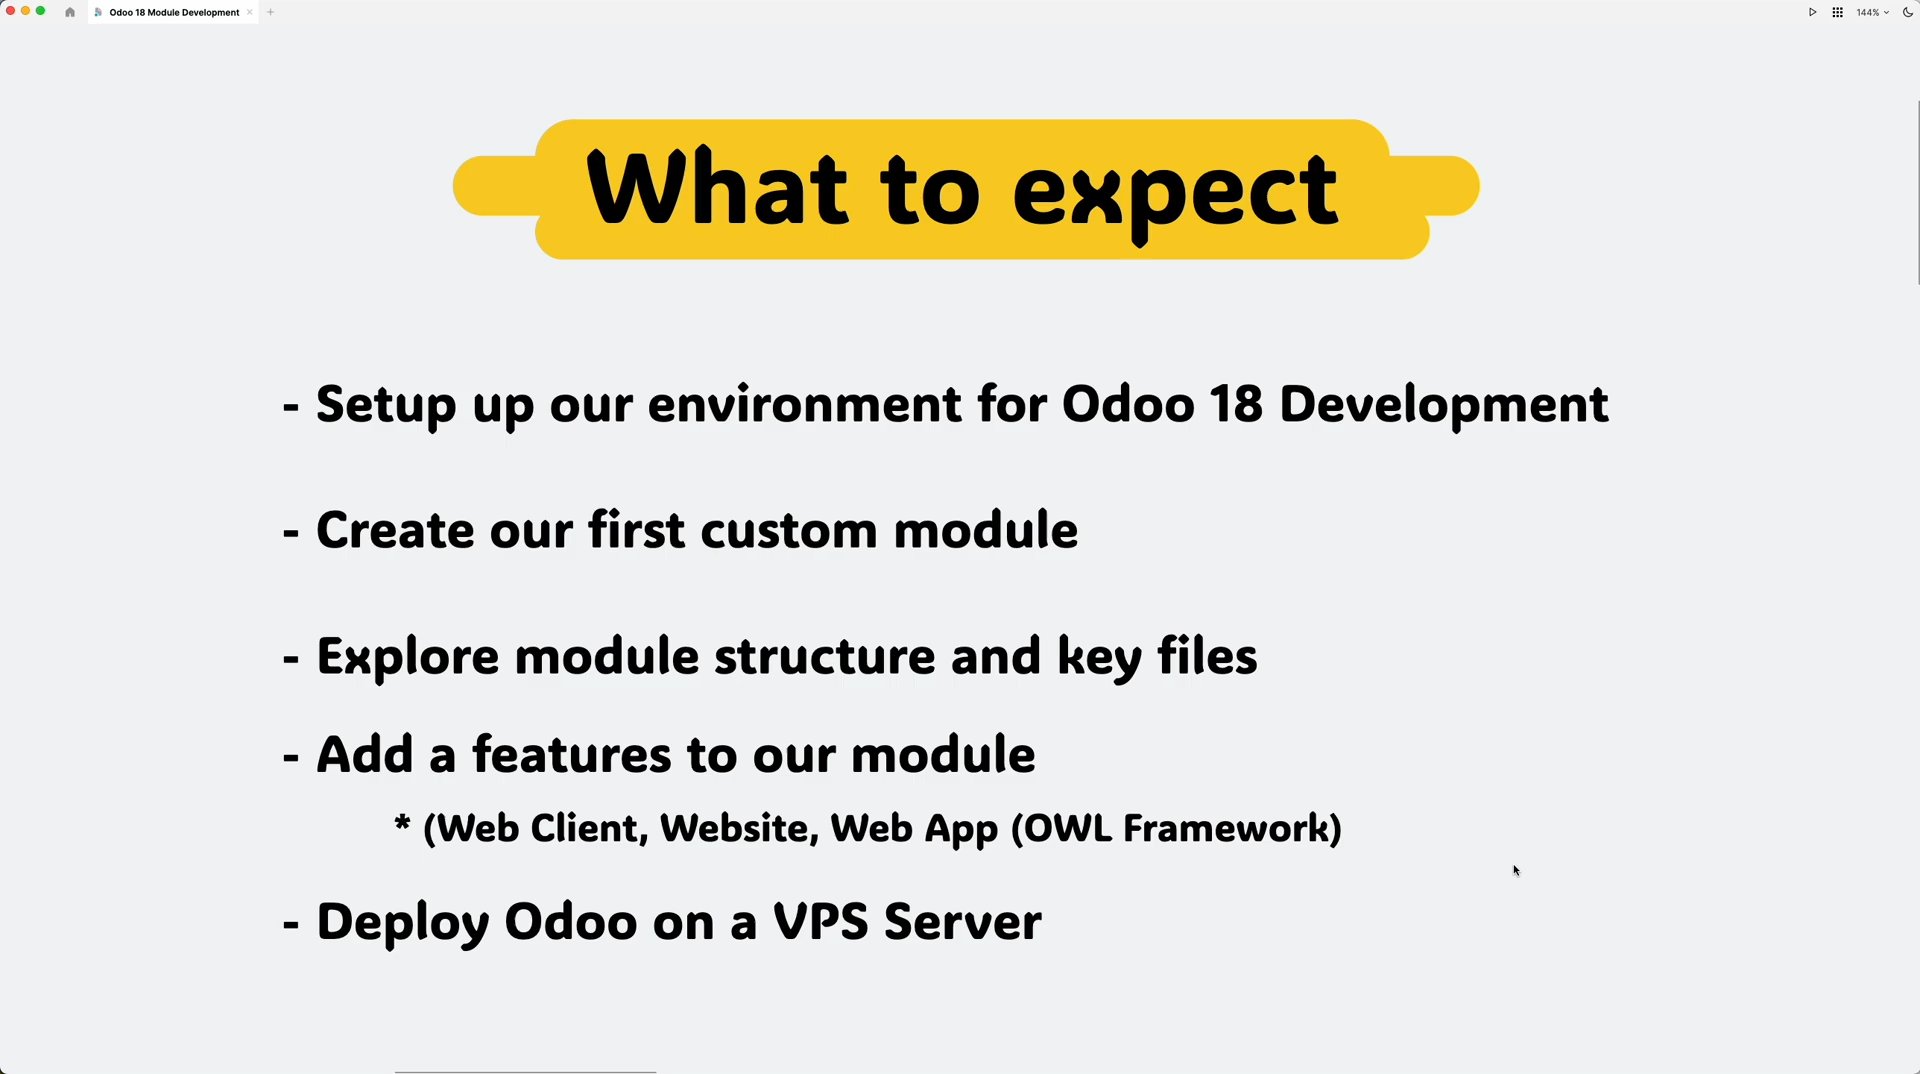 Odoo 18 Module Development
144%
What to expect
- Setup up our environment for Odoo 18 Development
- Create our first custom module
- Explore module structure and key files
- Add a features to our module
* (Web Client, Website, Web App (OWL Framework)
- Deploy Odoo on a VPS Server